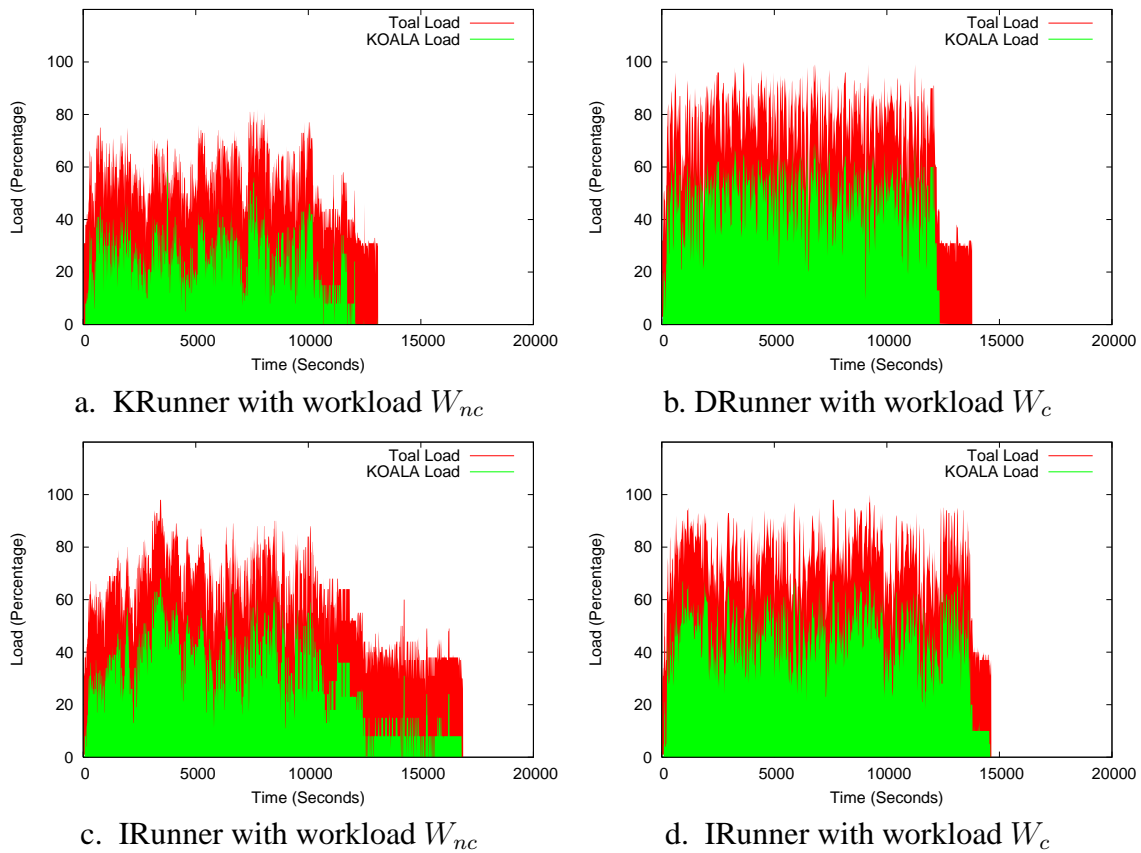 Toal Load
KOALA Load
Load (Percentage)
100
80
60
40
20
0
0 5000 10000 15000 20000
Time (Seconds)
a. KRunner with workload W_{nc}
Toal Load
KOALA Load
Load (Percentage)
100
80
60
40
20
0
0 5000 10000 15000 20000
Time (Seconds)
b. DRunner with workload W_c
Toal Load
KOALA Load
Load (Percentage)
100
80
60
40
20
0
0 5000 10000 15000 20000
Time (Seconds)
c. IRunner with workload W_{nc}
Toal Load
KOALA Load
Load (Percentage)
100
80
60
40
20
0
0 5000 10000 15000 20000
Time (Seconds)
d. IRunner with workload W_c